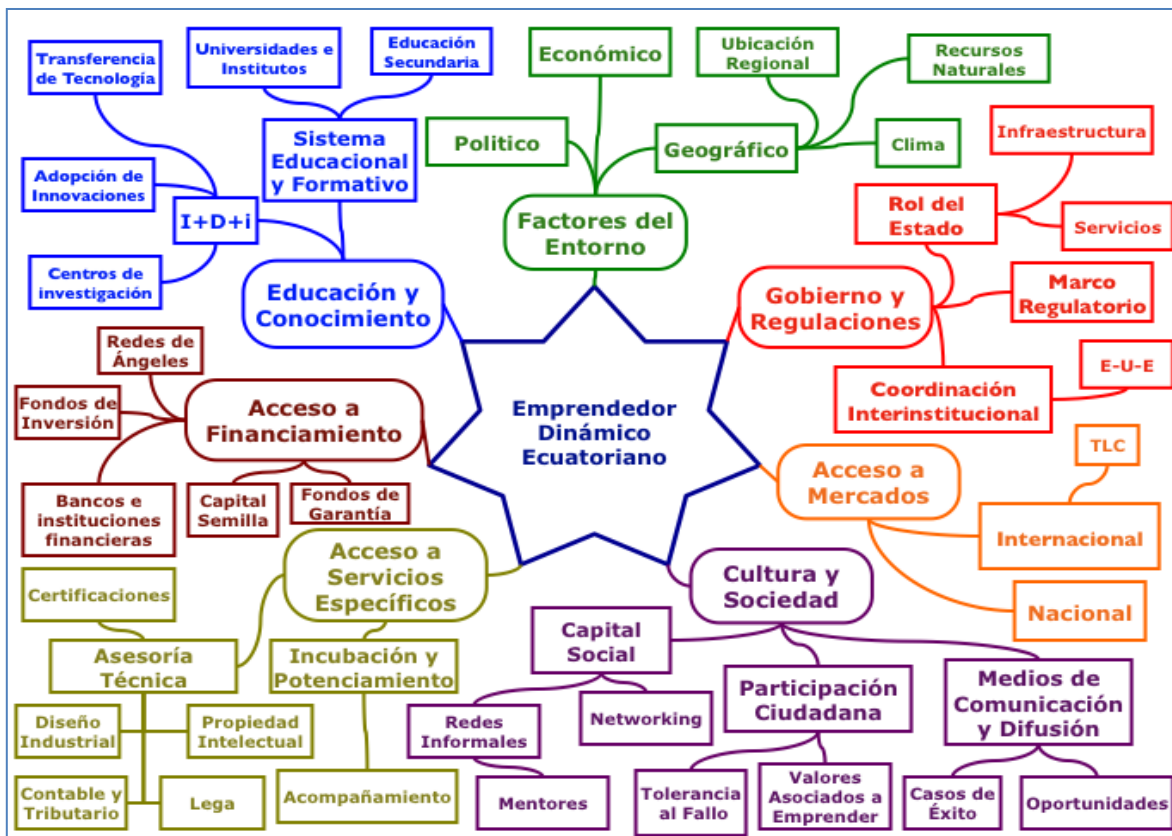 Transferencia
de Tecnología
Universidades e
Institutos
Educación
Secundaria
Económico
Ubicación
Regional
Recursos
Naturales
Sistema
Educacional
y Formativo
Politico
Geográfico
Clima
Infraestructura
Adopción de
Innovaciones
I+D+i
Factores del
Entorno
Rol del
Estado
Servicios
Centros de
investigación
Educación y
Conocimiento
Gobierno y
Regulaciones
Marco
Regulatorio
Redes de
Ángeles
Fondos de
Inversión
Acceso a
Financiamiento
Emprendedor
Dinámico
Ecuatoriano
Coordinación
Interinstitucional
E-U-E
Bancos e
instituciones
financieras
Capital
Semilla
Fondos de
Garantía
Acceso a
Mercados
TLC
Internacional
Nacional
Acceso a
Servicios
Específicos
Cultura y
Sociedad
Certificaciones
Asesoría
Técnica
Incubación y
Potenciamiento
Capital
Social
Participación
Ciudadana
Medios de
Comunicación
y Difusión
Diseño
Industrial
Propiedad
Intelectual
Redes
Informales
Networking
Contable y
Tributario
Lega
Acompañamiento
Mentores
Tolerancia
al Fallo
Valores
Asociados a
Emprender
Casos de
Éxito
Oportunidades